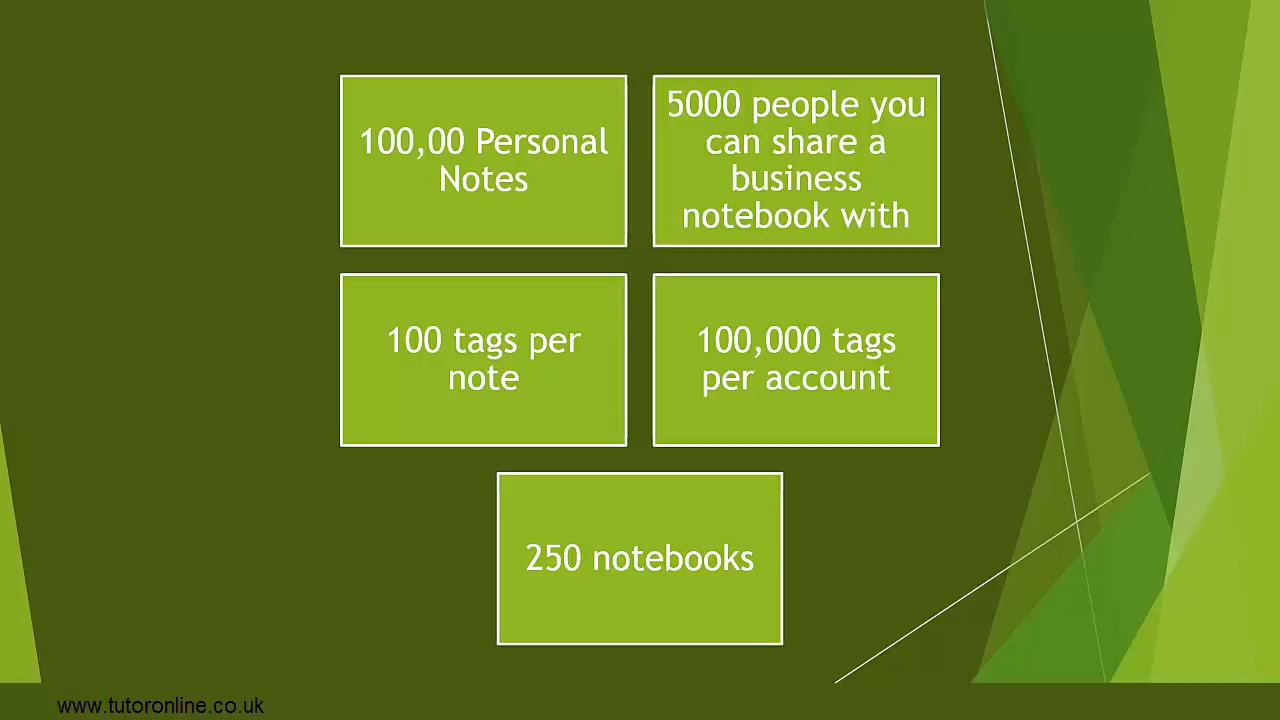 100,00 Personal
Notes
5000 people you
can share a
business
notebook with
100 tags per
note
100,000 tags
per account
250 notebooks
www.tutoronline.co.uk